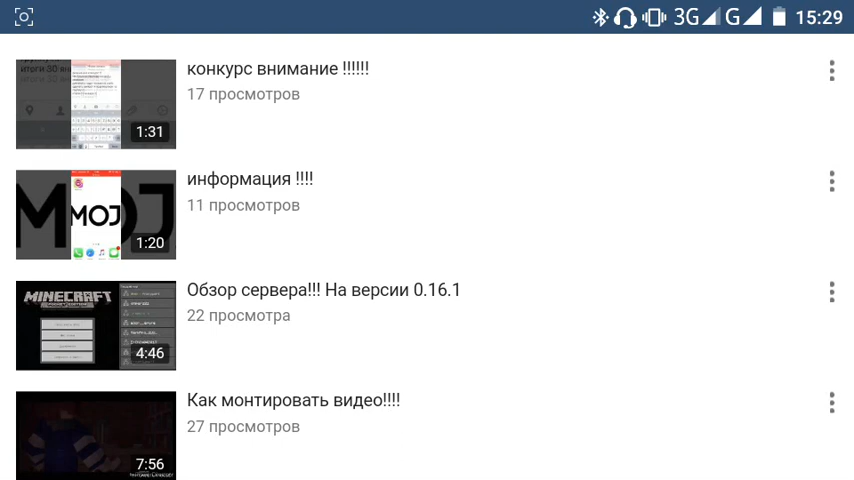 3G G 15:29
конкурс внимание !!!!!!
17 просмотров
1:31
информация !!!!
11 просмотров
MOJ
1:20
Обзор сервера!!! На версии 0.16.1
22 просмотра
MINECRAFT
4:46
Как монтировать видео!!!!
27 просмотров
7:56